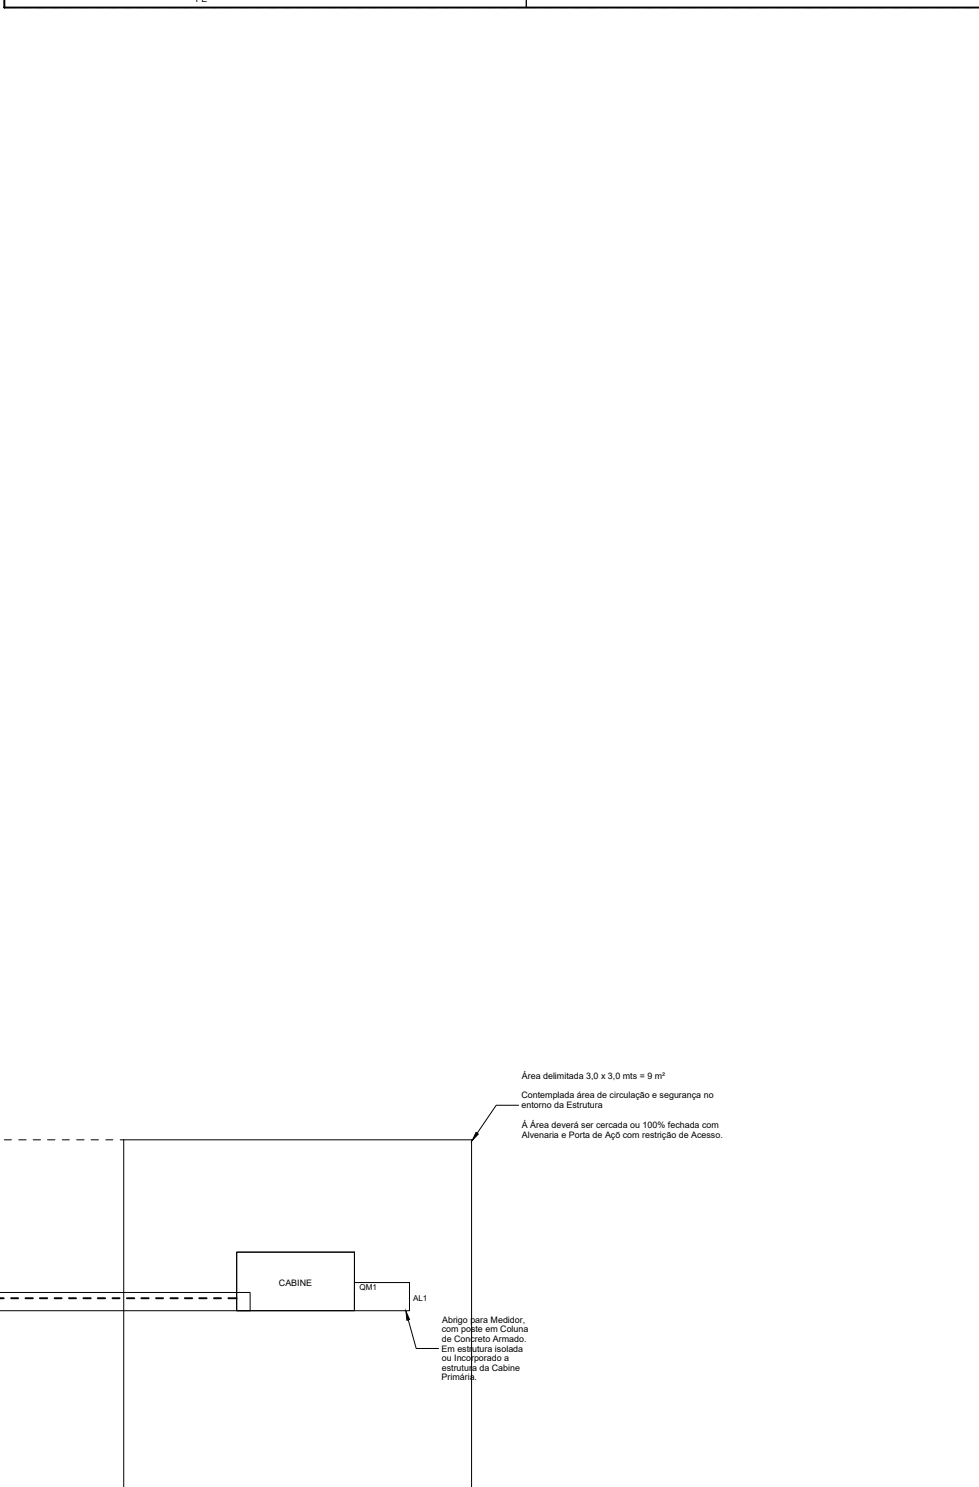 Área delimitada 3,0 x 3,0 mts = 9 m²
Contemplada área de circulação e segurança no
entorno da Estrutura
À Área deverá ser cercada ou 100% fechada com
Alvenaria e Porta de Açõ com restrição de Acesso.
CABINE
QM1
AL1
Abrigo para Medidor,
com poste em Coluna
de Concreto Armado.
Em estrutura isolada
ou Incorporado a
estrutura da Cabine
Primária.